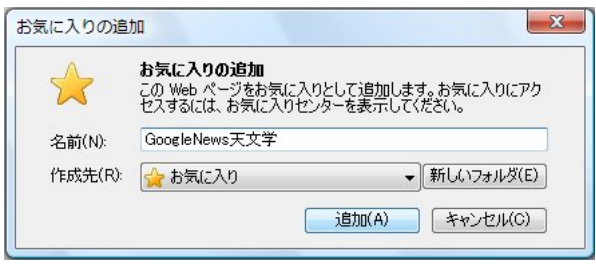 お気に入りの追加
お気に入りの追加
この Web ページをお気に入りとして追加します。お気に入りにアク
セスするには、お気に入りセンターを表示してください。
名前(N):
GoogleNews天文学
作成先(R):
お気に入り
新しいフォルダ(E)
追加(A)
キャンセル(C)